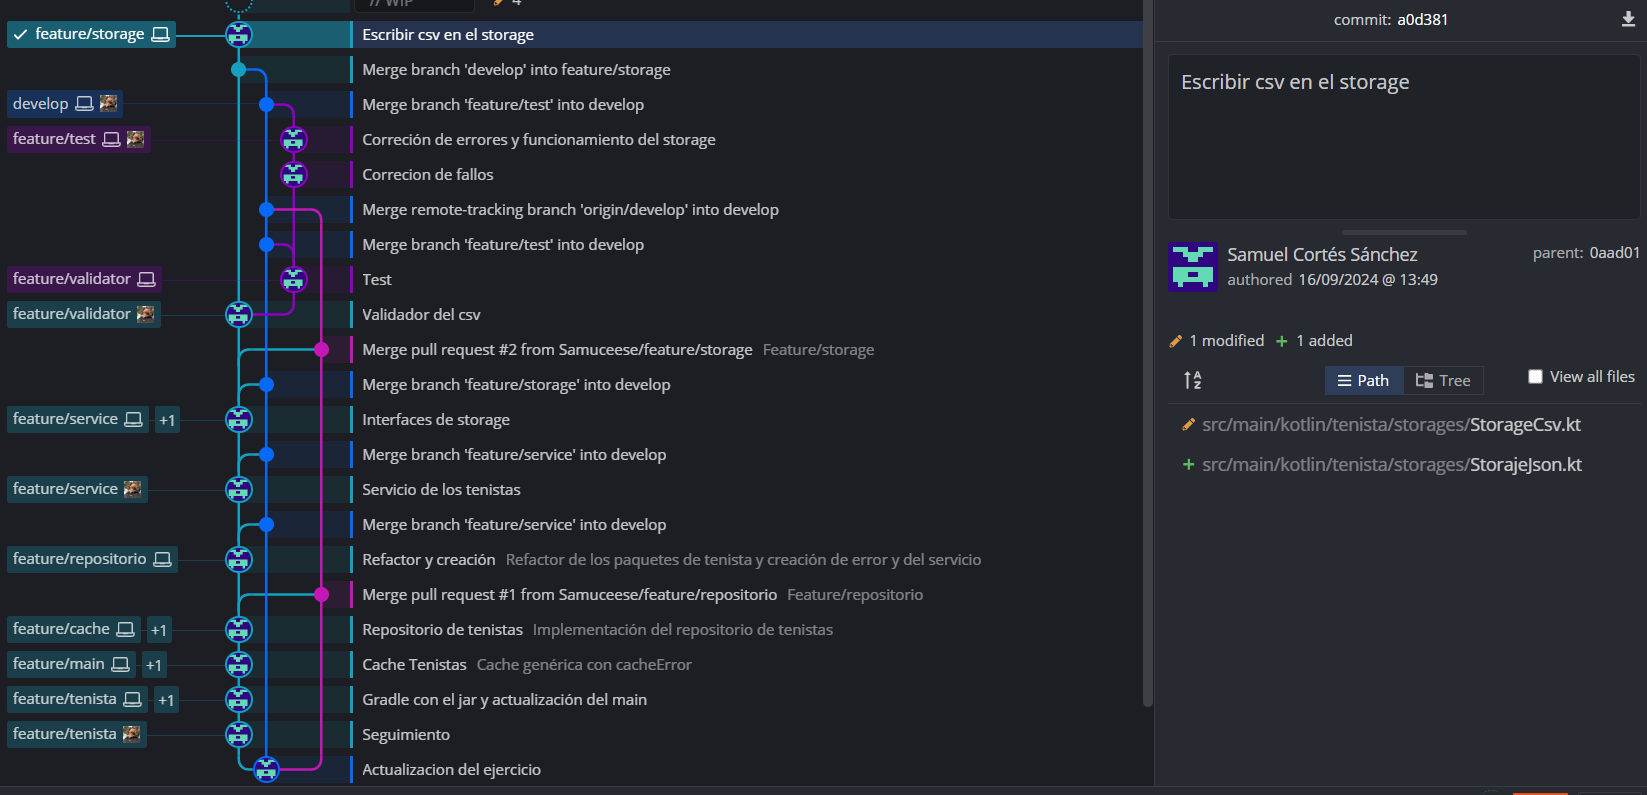 // WIP 4
feature/storage Escribir csv en el storage
Merge branch 'develop' into feature/storage
develop Merge branch 'feature/test' into develop
feature/test Correción de errores y funcionamiento del storage
Correcion de fallos
Merge remote-tracking branch 'origin/develop' into develop
Merge branch 'feature/test' into develop
feature/validator Test
feature/validator Validador del csv
Merge pull request #2 from Samuceese/feature/storage Feature/storage
Merge branch 'feature/storage' into develop
feature/service +1 Interfaces de storage
Merge branch 'feature/service' into develop
feature/service Servicio de los tenistas
Merge branch 'feature/service' into develop
feature/repositorio Refactor y creación Refactor de los paquetes de tenista y creación de error y del servicio
Merge pull request #1 from Samuceese/feature/repositorio Feature/repositorio
feature/cache +1 Repositorio de tenistas Implementación del repositorio de tenistas
feature/main +1 Cache Tenistas Cache genérica con cacheError
feature/tenista +1 Gradle con el jar y actualización del main
feature/tenista Seguimiento
Actualizacion del ejercicio
commit: a0d381
Escribir csv en el storage
Samuel Cortés Sánchez parent: 0aad01
authored 16/09/2024 @ 13:49
1 modified + 1 added
A Z Path Tree View all files
src/main/kotlin/tenista/storages/StorageCsv.kt
+ src/main/kotlin/tenista/storages/StorajeJson.kt